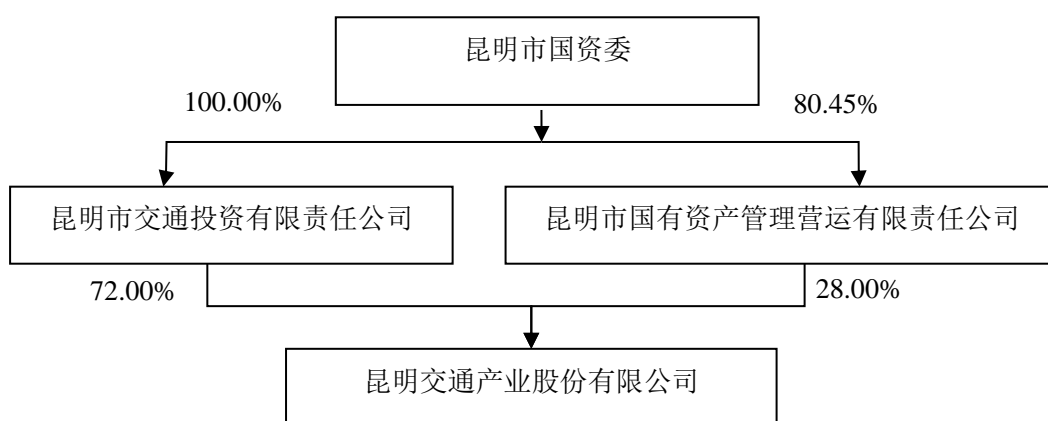 昆明市国资委
100.00%
80.45%
昆明市交通投资有限责任公司
昆明市国有资产管理营运有限责任公司
72.00%
28.00%
昆明交通产业股份有限公司